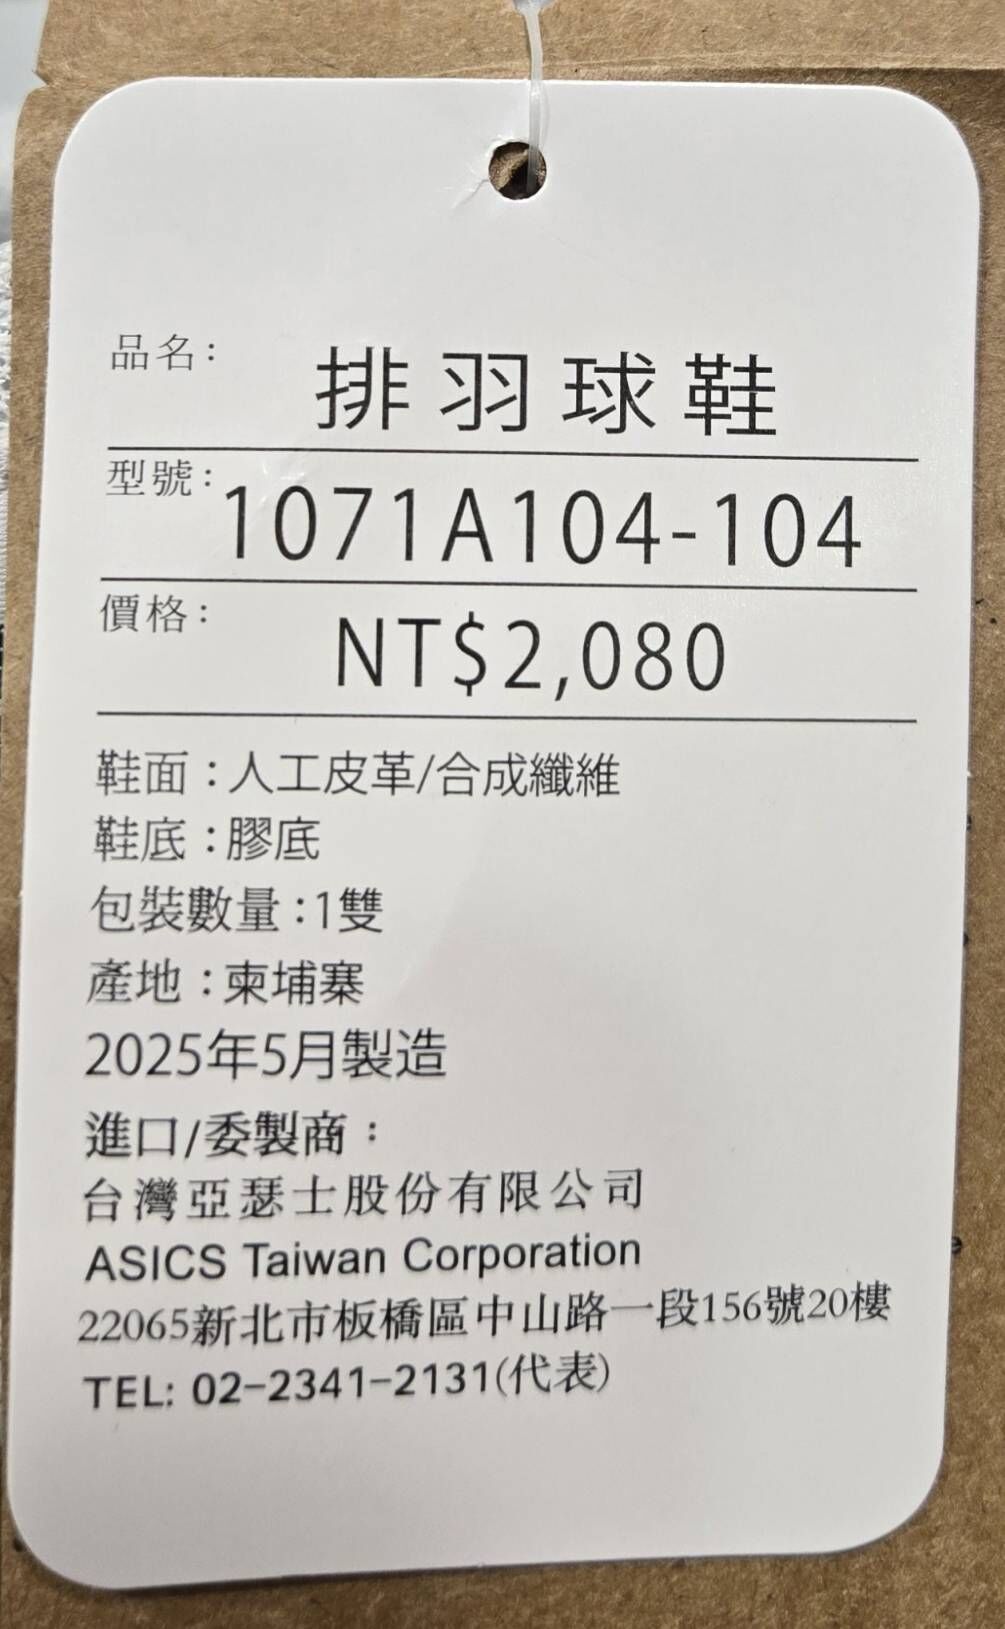 品名：
排羽球鞋
型號：
1071A104-104
價格：
NT$2,080
鞋面：人工皮革/合成纖維
鞋底：膠底
包裝數量：1雙
產地：柬埔寨
2025年5月製造
進口/委製商：
台灣亞瑟士股份有限公司
ASICS Taiwan Corporation
22065新北市板橋區中山路一段156號20樓
TEL: 02-2341-2131(代表)